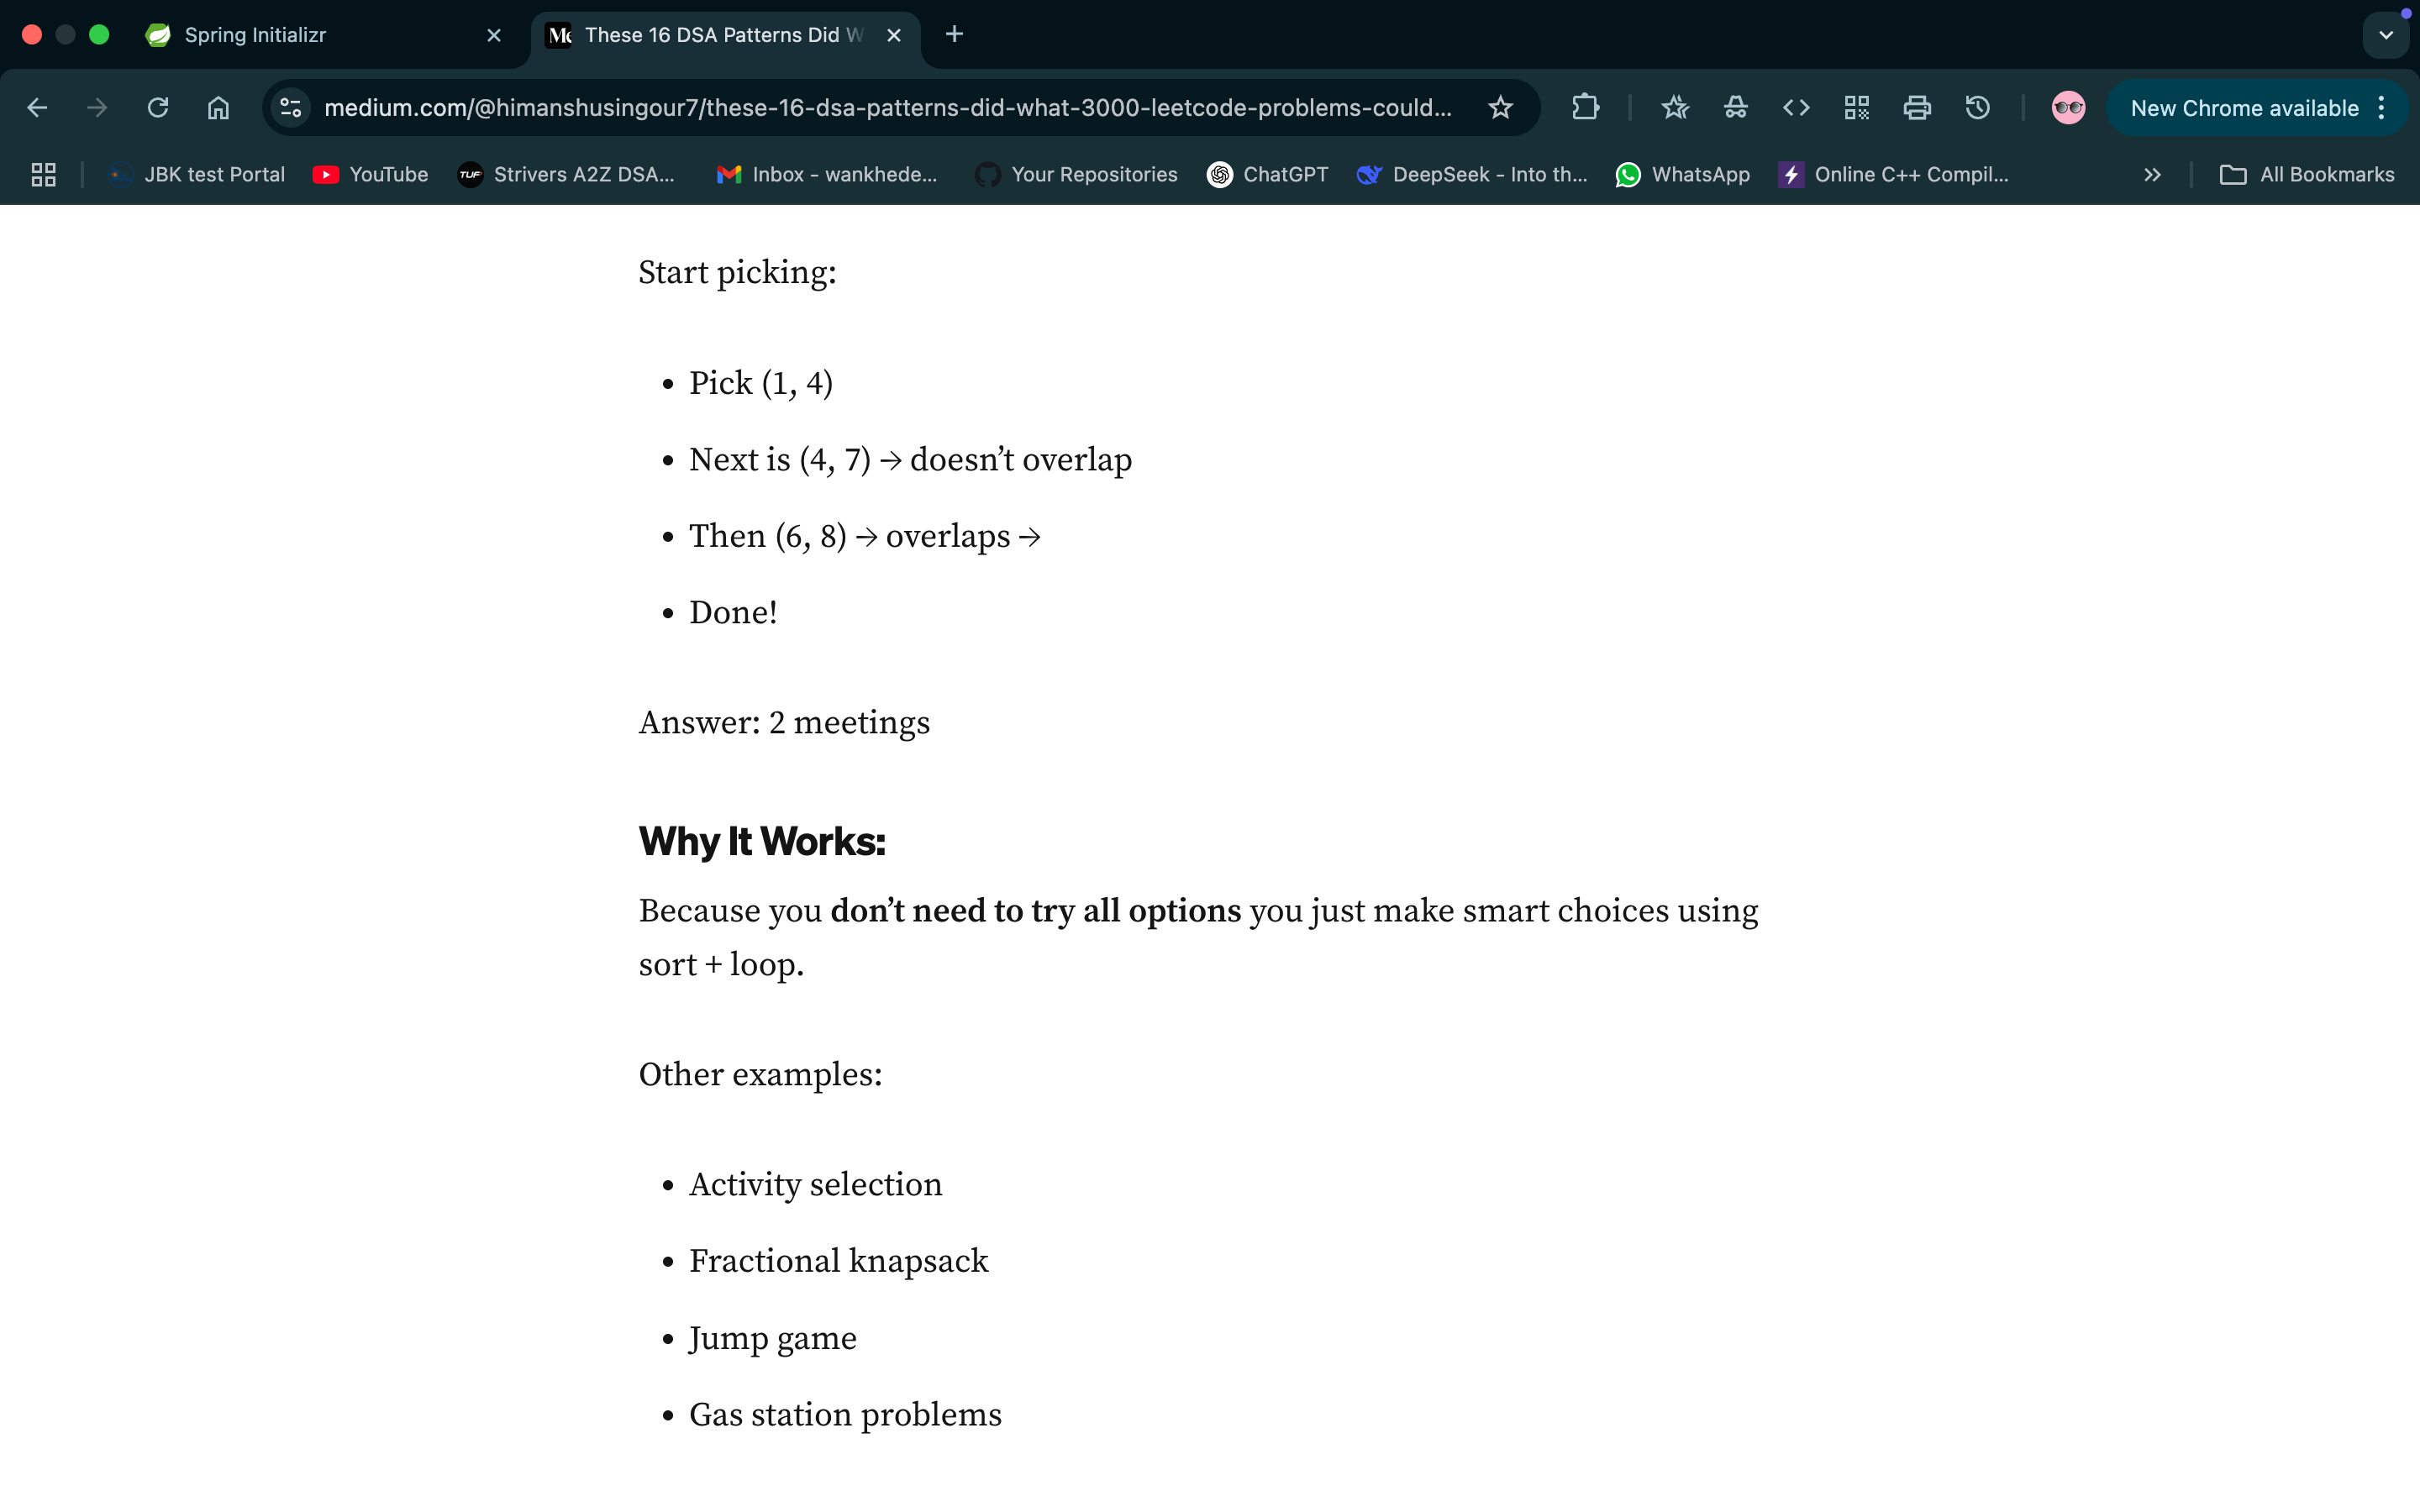 Spring Initializr
These 16 DSA Patterns Did W
medium.com/@himanshusingour7/these-16-dsa-patterns-did-what-3000-leetcode-problems-could...
New Chrome available
JBK test Portal
YouTube
TUF
Strivers A2Z DSA...
Inbox - wankhede...
Your Repositories
ChatGPT
DeepSeek - Into th...
WhatsApp
Online C++ Compil...
All Bookmarks
Start picking:
• Pick (1, 4)
• Next is (4, 7) → doesn’t overlap
• Then (6, 8) → overlaps →
• Done!
Answer: 2 meetings
Why It Works:
Because you don’t need to try all options you just make smart choices using
sort + loop.
Other examples:
• Activity selection
• Fractional knapsack
• Jump game
• Gas station problems